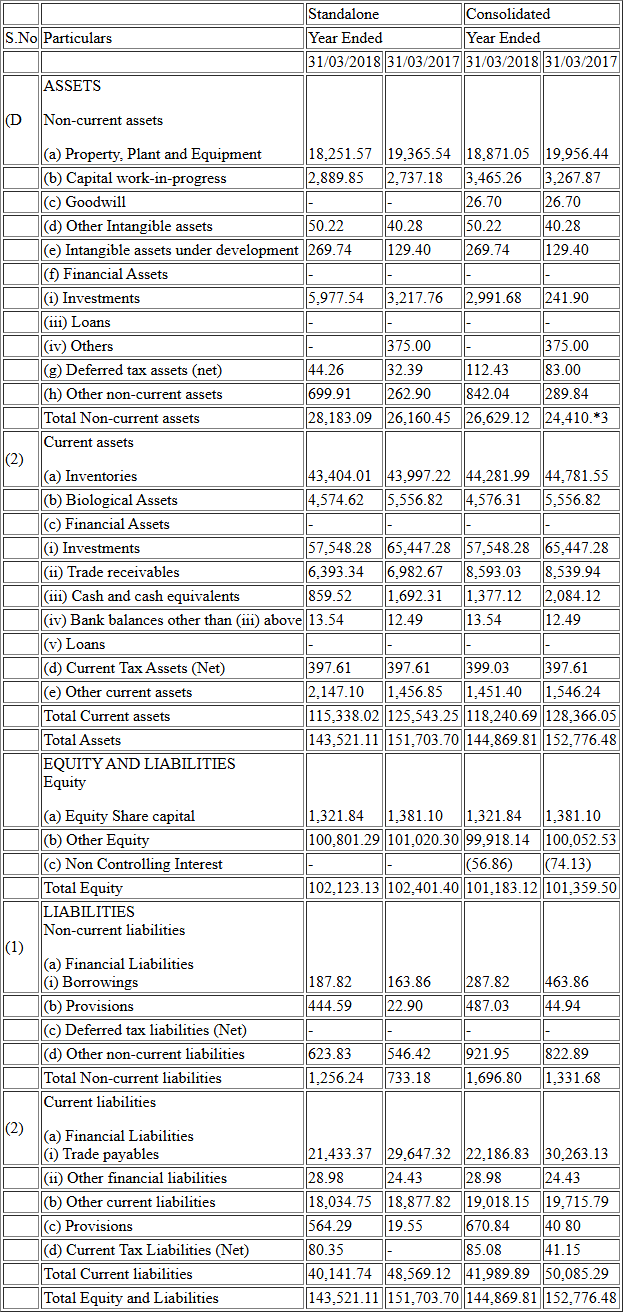 Standalone Consolidated
S.No Particulars Year Ended Year Ended
31/03/2018 31/03/2017 31/03/2018 31/03/2017
ASSETS
(D Non-current assets
(a) Property, Plant and Equipment 18,251.57 19,365.54 18,871.05 19,956.44
(b) Capital work-in-progress 2,889.85 2,737.18 3,465.26 3,267.87
(c) Goodwill - - 26.70 26.70
(d) Other Intangible assets 50.22 40.28 50.22 40.28
(e) Intangible assets under development 269.74 129.40 269.74 129.40
(f) Financial Assets - - - -
(i) Investments 5,977.54 3,217.76 2,991.68 241.90
(iii) Loans - - - -
(iv) Others - 375.00 - 375.00
(g) Deferred tax assets (net) 44.26 32.39 112.43 83.00
(h) Other non-current assets 699.91 262.90 842.04 289.84
Total Non-current assets 28,183.09 26,160.45 26,629.12 24,410.*3
(2) Current assets
(a) Inventories 43,404.01 43,997.22 44,281.99 44,781.55
(b) Biological Assets 4,574.62 5,556.82 4,576.31 5,556.82
(c) Financial Assets - - - -
(i) Investments 57,548.28 65,447.28 57,548.28 65,447.28
(ii) Trade receivables 6,393.34 6,982.67 8,593.03 8,539.94
(iii) Cash and cash equivalents 859.52 1,692.31 1,377.12 2,084.12
(iv) Bank balances other than (iii) above 13.54 12.49 13.54 12.49
(v) Loans - - - -
(d) Current Tax Assets (Net) 397.61 397.61 399.03 397.61
(e) Other current assets 2,147.10 1,456.85 1,451.40 1,546.24
Total Current assets 115,338.02 125,543.25 118,240.69 128,366.05
Total Assets 143,521.11 151,703.70 144,869.81 152,776.48
EQUITY AND LIABILITIES
Equity
(a) Equity Share capital 1,321.84 1,381.10 1,321.84 1,381.10
(b) Other Equity 100,801.29 101,020.30 99,918.14 100,052.53
(c) Non Controlling Interest - - (56.86) (74.13)
Total Equity 102,123.13 102,401.40 101,183.12 101,359.50
LIABILITIES
Non-current liabilities
(1) (a) Financial Liabilities
(i) Borrowings 187.82 163.86 287.82 463.86
(b) Provisions 444.59 22.90 487.03 44.94
(c) Deferred tax liabilities (Net) - - - -
(d) Other non-current liabilities 623.83 546.42 921.95 822.89
Total Non-current liabilities 1,256.24 733.18 1,696.80 1,331.68
(2) Current liabilities
(a) Financial Liabilities
(i) Trade payables 21,433.37 29,647.32 22,186.83 30,263.13
(ii) Other financial liabilities 28.98 24.43 28.98 24.43
(b) Other current liabilities 18,034.75 18,877.82 19,018.15 19,715.79
(c) Provisions 564.29 19.55 670.84 40 80
(d) Current Tax Liabilities (Net) 80.35 - 85.08 41.15
Total Current liabilities 40,141.74 48,569.12 41,989.89 50,085.29
Total Equity and Liabilities 143,521.11 151,703.70 144,869.81 152,776.48